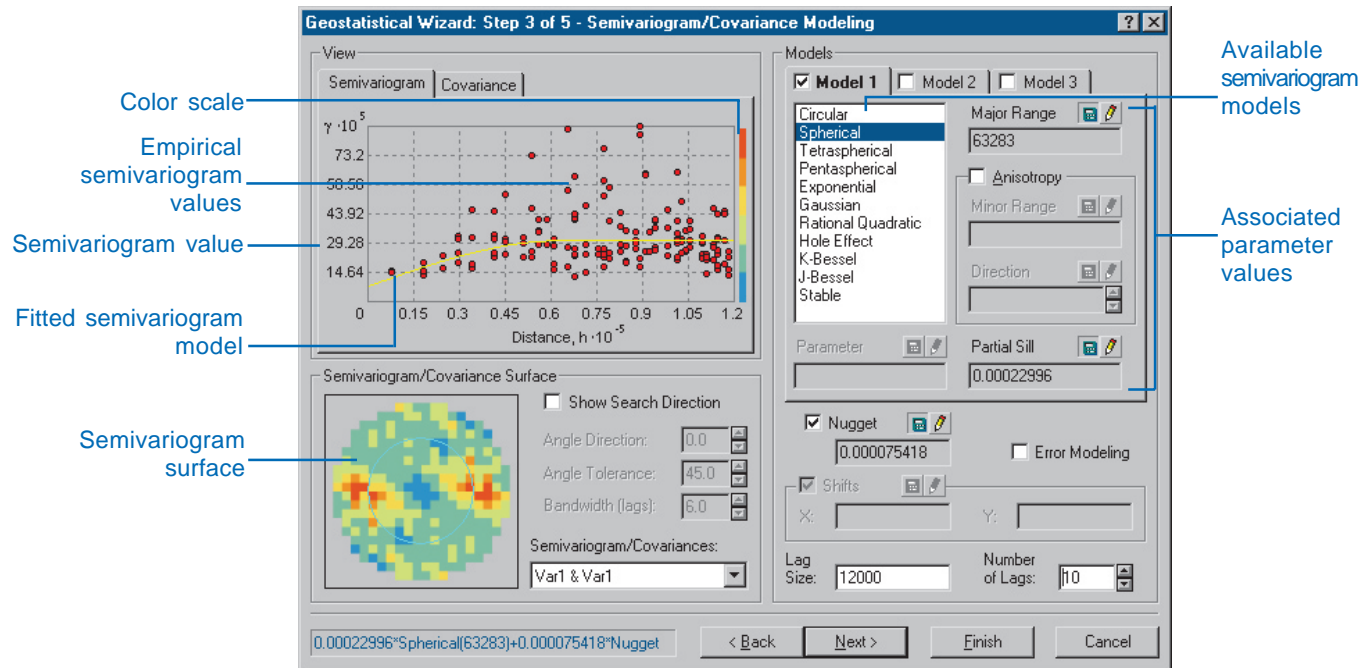 Geostatistical Wizard: Step 3 of 5 - Semivariogram/Covariance Modeling
? ×
View
Semivariogram
Covariance
γ ·10 5
73.2
58.56
43.92
29.28
14.64
0 0.15 0.3 0.45 0.6 0.75 0.9 1.05 1.2
Distance, h ·10 -5
Semivariogram/Covariance Surface
Show Search Direction
Angle Direction: 0.0
Angle Tolerance: 45.0
Bandwidth (lags): 6.0
Semivariogram/Covariances:
Var1 & Var1
Models
Model 1
Model 2
Model 3
Circular
Spherical
Tetraspherical
Pentaspherical
Exponential
Gaussian
Rational Quadratic
Hole Effect
K-Bessel
J-Bessel
Stable
Major Range
63283
Anisotropy
Minor Range
Direction
Parameter
Partial Sill
0.00022996
Nugget
0.000075418
Error Modeling
Shifts
X:
Y:
Lag
Size: 12000
Number
of Lags: 10
0.00022996*Spherical(63283)+0.000075418*Nugget
< Back
Next >
Finish
Cancel
Color scale
Empirical
semivariogram
values
Semivariogram value
Fitted semivariogram
model
Semivariogram
surface
Available
semivariogram
models
Associated
parameter
values